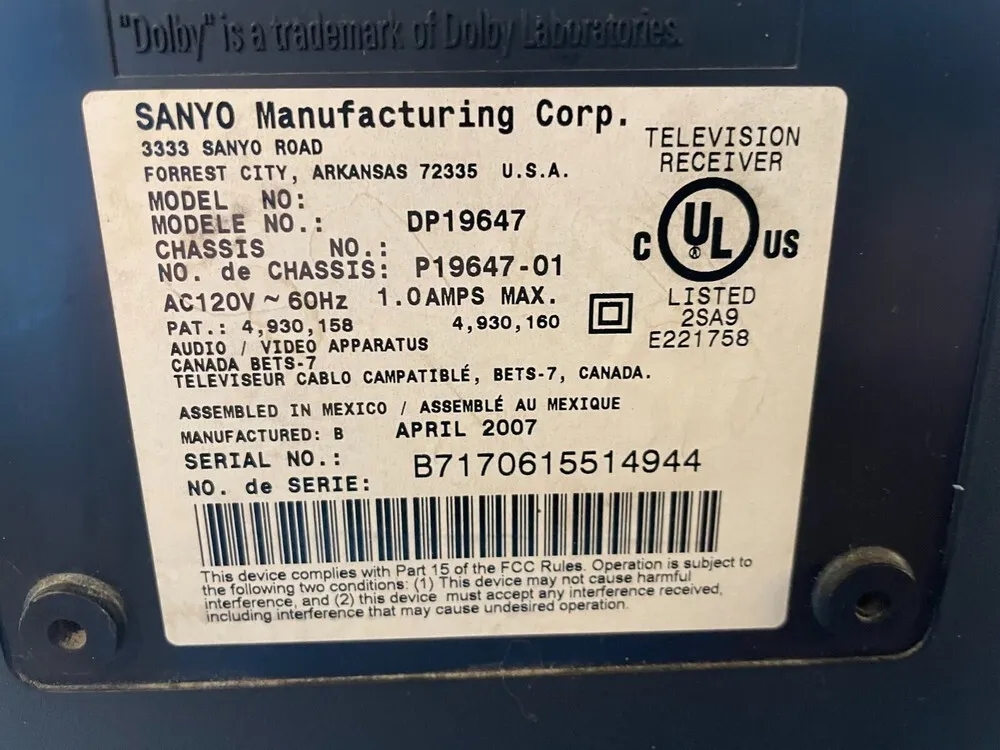 "Dolby" is a trademark of Dolby Laboratories.
SANYO Manufacturing Corp.
3333 SANYO ROAD
FORREST CITY, ARKANSAS 72335 U.S.A.
TELEVISION
RECEIVER
MODEL NO:
MODELE NO.: DP19647
CHASSIS NO.:
NO. de CHASSIS: P19647-01
C UL ® US
LISTED
2SA9
E221758
AC120V ~ 60Hz 1.0AMPS MAX.
PAT.: 4,930,158 4,930,160
AUDIO / VIDEO APPARATUS
CANADA BETS-7
TELÉVISEUR CABLO CAMPATIBLÉ, BETS-7, CANADA.
ASSEMBLED IN MEXICO / ASSEMBLÉ AU MEXIQUE
MANUFACTURED: B APRIL 2007
SERIAL NO.:
NO. de SERIE: B7170615514944
This device complies with Part 15 of the FCC Rules. Operation is subject to
the following two conditions: (1) This device may not cause harmful
interference, and (2) this device must accept any interference received,
including interference that may cause undesired operation.